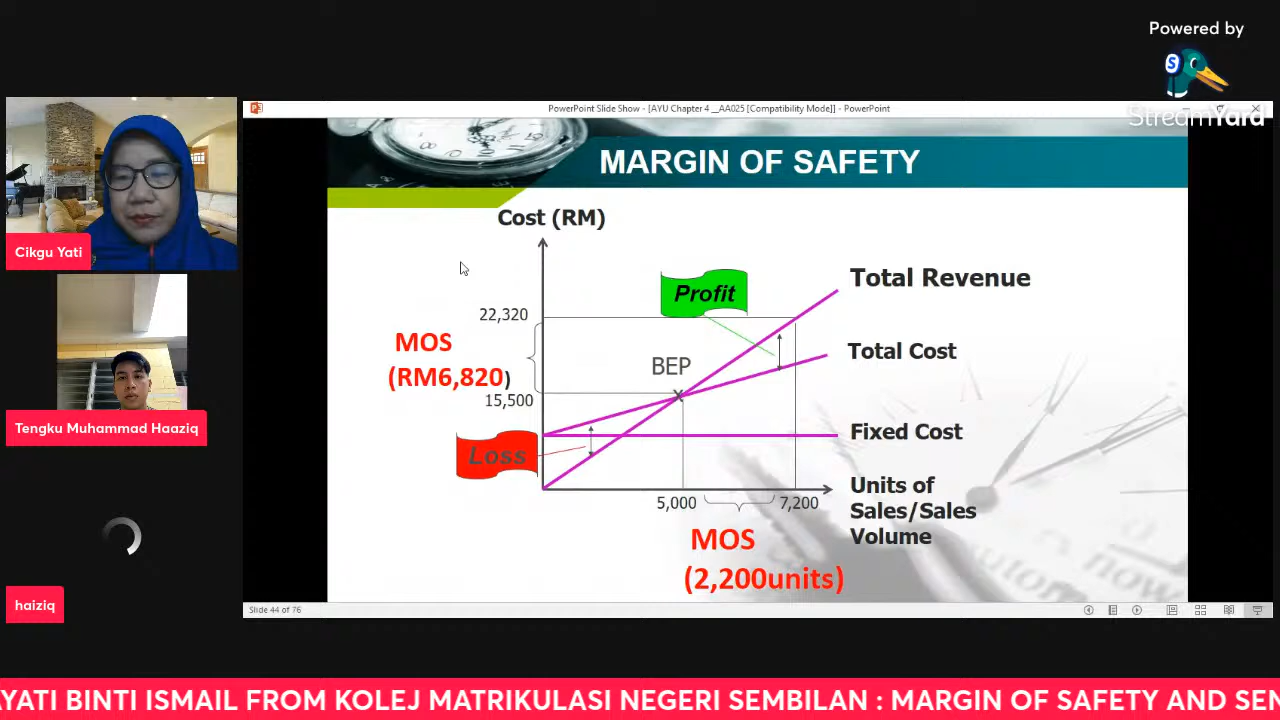 Powered by
S
StreamYard
PowerPoint Slide Show - [AYU Chapter 4 __AA025 [Compatibility Mode]] - PowerPoint
MARGIN OF SAFETY
Cost (RM)
Profit
Total Revenue
22,320
MOS
(RM6,820)
BEP
Total Cost
15,500
Fixed Cost
Loss
Units of
Sales/Sales
Volume
5,000
7,200
MOS
(2,200units)
Slide 44 of 76
Cikgu Yati
Tengku Muhammad Haaziq
haiziq
YATI BINTI ISMAIL FROM KOLEJ MATRIKULASI NEGERI SEMBILAN : MARGIN OF SAFETY AND SEN